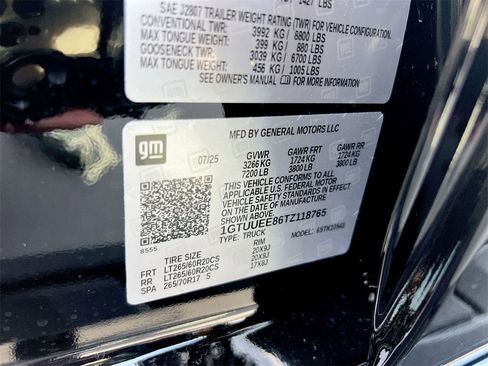 1427 LBS
SAE J2807 TRAILER WEIGHT RATING (TWR) FOR VEHICLE CONFIGURATION.
CONVENTIONAL TWR: 3992 KG / 8800 LBS
MAX TONGUE WEIGHT: 399 KG / 880 LBS
GOOSENECK TWR: 3039 KG / 6700 LBS
MAX TONGUE WEIGHT: 456 KG / 1005 LBS
SEE OWNER'S MANUAL FOR MORE INFORMATION
gm
MFD BY GENERAL MOTORS LLC
07/25 GVWR GAWR FRT GAWR RR
3266 KG 1724 KG 1724 KG
7200 LB 3800 LB 3800 LB
THIS VEHICLE CONFORMS TO ALL
APPLICABLE U.S. FEDERAL MOTOR
VEHICLE SAFETY STANDARDS IN
EFFECT ON THE DATE OF
MANUFACTURE SHOWN ABOVE.
1GTUUEE86TZ118765
8555 TYPE: TRUCK MODEL: 6STK10543
TIRE SIZE RIM
FRT LT265/60R20CS 20X9J
RR LT265/60R20CS 20X9J
SPA 265/70R17 S 17X8J